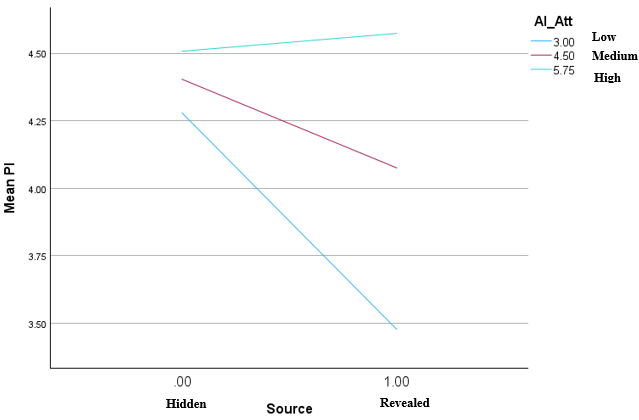 AI_Att
3.00 Low
4.50 Medium
5.75 High
4.50
4.25
4.00
3.75
3.50
Mean PI
.00 1.00
Hidden Revealed
Source